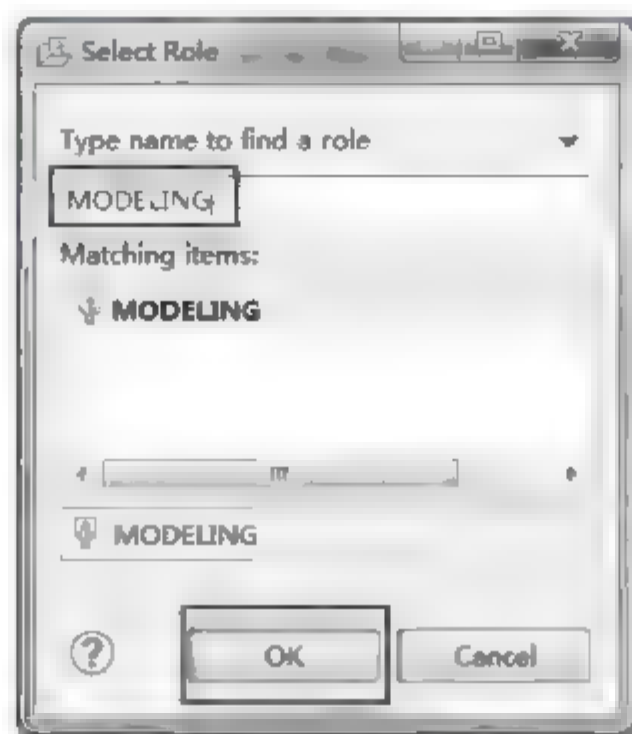 Select Role
Type name to find a role
MODELING
Matching items:
MODELING
MODELING
OK
Cancel